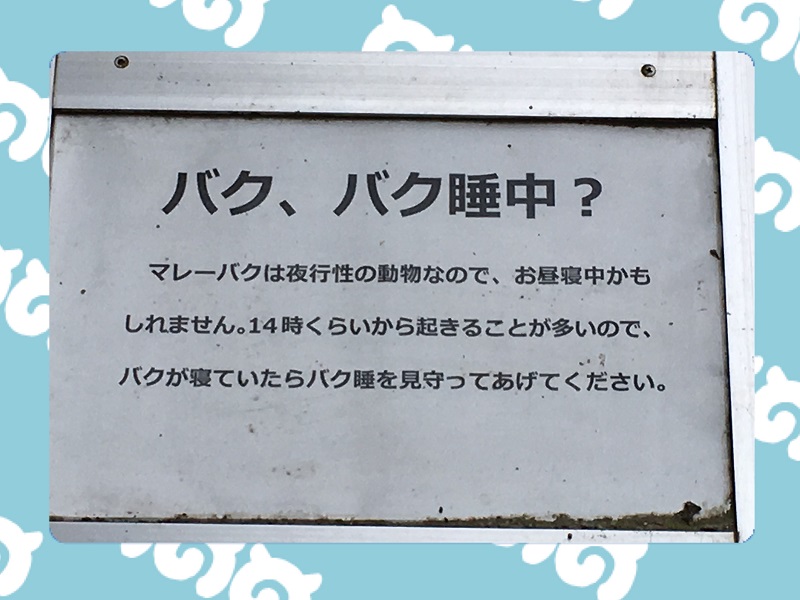 バク、バク睡中？
マレーバクは夜行性の動物なので、お昼寝中かも
しれません。14時くらいから起きることが多いので、
バクが寝ていたらバク睡を見守ってあげてください。